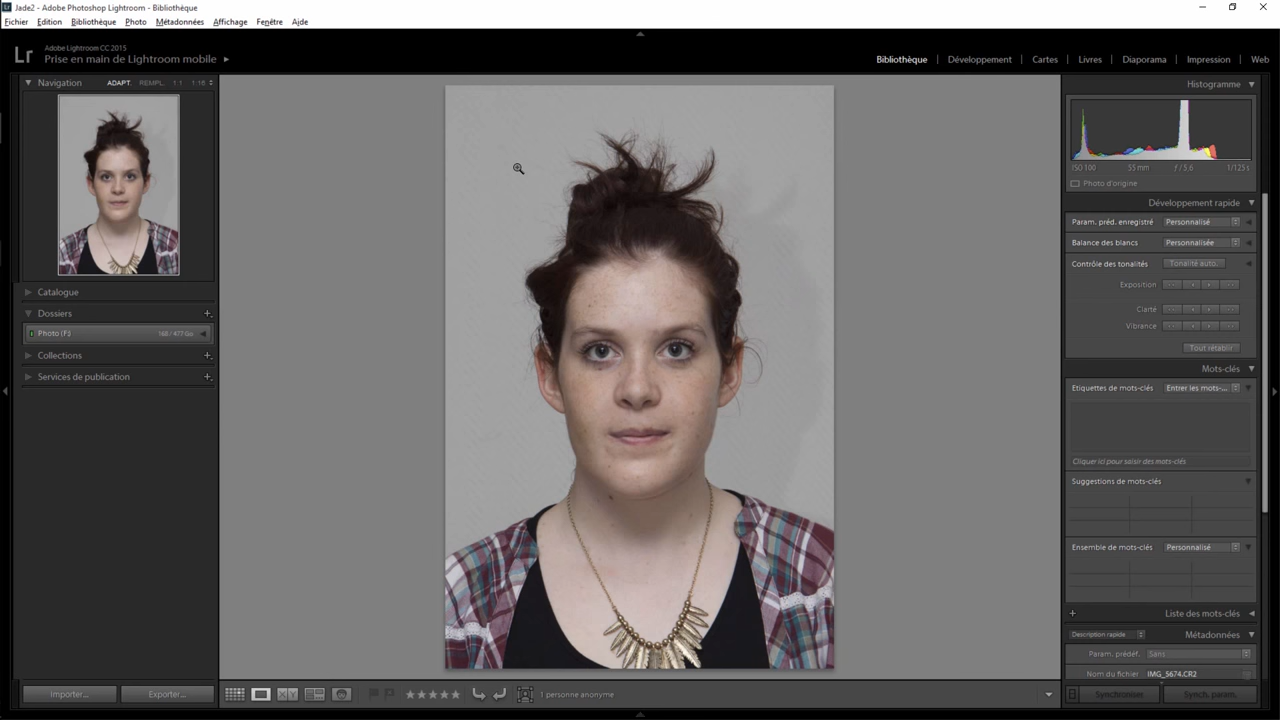 Jade2 - Adobe Photoshop Lightroom - Bibliothèque
Fichier Edition Bibliothèque Photo Métadonnées Affichage Fenêtre Aide
Lr
Adobe Lightroom CC 2015
Prise en main de Lightroom mobile
Bibliothèque | Développement | Cartes | Livres | Diaporama | Impression | Web
Navigation ADAPT. REMPL. 1:1 1:16
Catalogue
Dossiers
Photo (F:) 168 / 477 Go
Collections
Services de publication
Importer... Exporter...
1 personne anonyme
Histogramme
ISO 100 55 mm ƒ / 5,6 1/125s
Photo d'origine
Développement rapide
Param. préd. enregistré Personnalisé
Balance des blancs Personnalisée
Contrôle des tonalités Tonalité auto.
Exposition
Clarté
Vibrance
Tout rétablir
Mots-clés
Etiquettes de mots-clés Entrer les mots-...
Cliquer ici pour saisir des mots-clés
Suggestions de mots-clés
Ensemble de mots-clés Personnalisé
Liste des mots-clés
Description rapide Métadonnées
Param. prédéf. Sans
Nom du fichier IMG_5674.CR2
Synchroniser Synch. param.